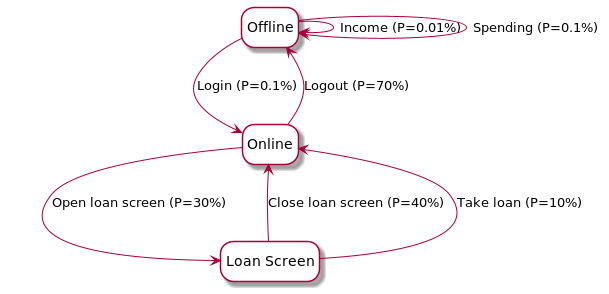 Offline
Income (P=0.01%)
Spending (P=0.1%)
Login (P=0.1%)
Logout (P=70%)
Online
Open loan screen (P=30%)
Close loan screen (P=40%)
Take loan (P=10%)
Loan Screen